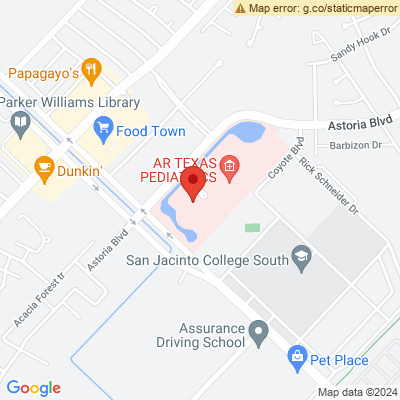 Map error: g.co/staticmaperror
Sandy Hook Dr
Papagayo's
Parker Williams Library
Food Town
Astoria Blvd
Barbizon Dr
Coyote Blvd
Rick Schneider Dr
AR TEXAS
PEDIATRICS
Dunkin'
Astoria Blvd
Acacia Forest tr
San Jacinto College South
Assurance
Driving School
Pet Place
Google
Map data ©2024